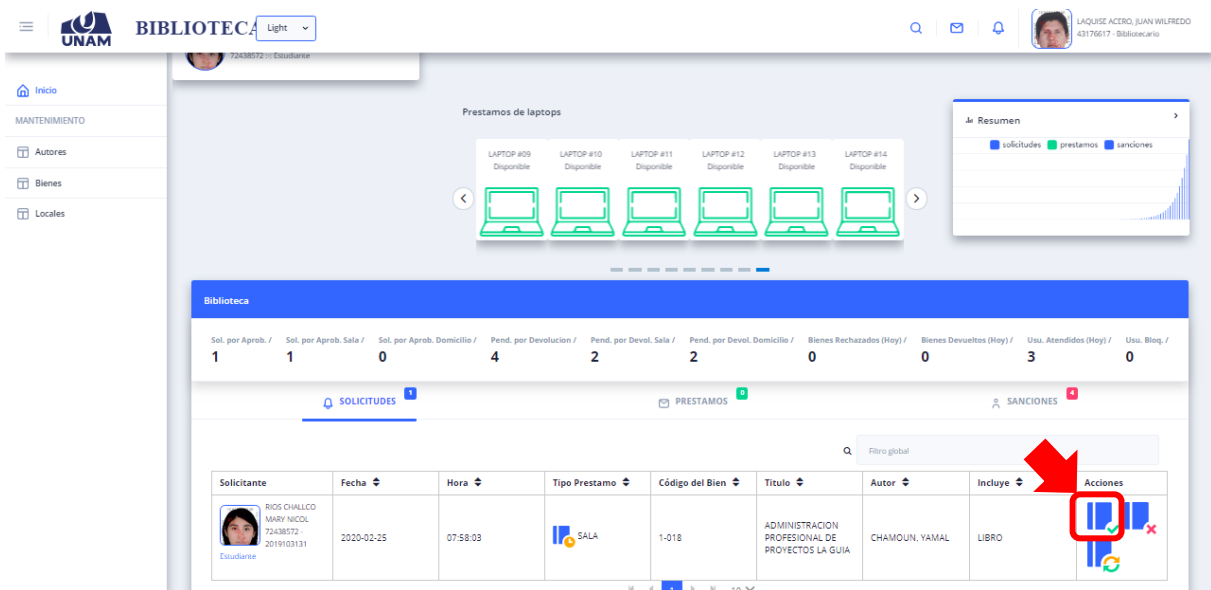 UNAM
BIBLIOTECA
Light
LAQUISE ACERO, JUAN WILFREDO
43176617 - Bibliotecario
72438572 - Estudiante
Inicio
MANTENIMIENTO
Autores
Bienes
Locales
Prestamos de laptops
LAPTOP #09
Disponible
LAPTOP #10
Disponible
LAPTOP #11
Disponible
LAPTOP #12
Disponible
LAPTOP #13
Disponible
LAPTOP #14
Disponible
Resumen
solicitudes prestamos sanciones
Biblioteca
Sol. por Aprob. / Sol. por Aprob. Sala / Sol. por Aprob. Domicilio / Pend. por Devolucion / Pend. por Devol. Sala / Pend. por Devol. Domicilio / Bienes Rechazados (Hoy) / Bienes Devueltos (Hoy) / Usu. Atendidos (Hoy) / Usu. Bloq. /
1 1 0 4 2 2 0 0 3 0
SOLICITUDES 1 PRESTAMOS 0 SANCIONES 4
Filtro global
Solicitante Fecha Hora Tipo Prestamo Código del Bien Titulo Autor Incluye Acciones
RIOS CHALLCO
MARY NICOL
72438572 -
2019103131
Estudiante
2020-02-25 07:58:03 SALA 1-018
ADMINISTRACION
PROFESIONAL DE
PROYECTOS LA GUIA
CHAMOUN, YAMAL LIBRO
1 10